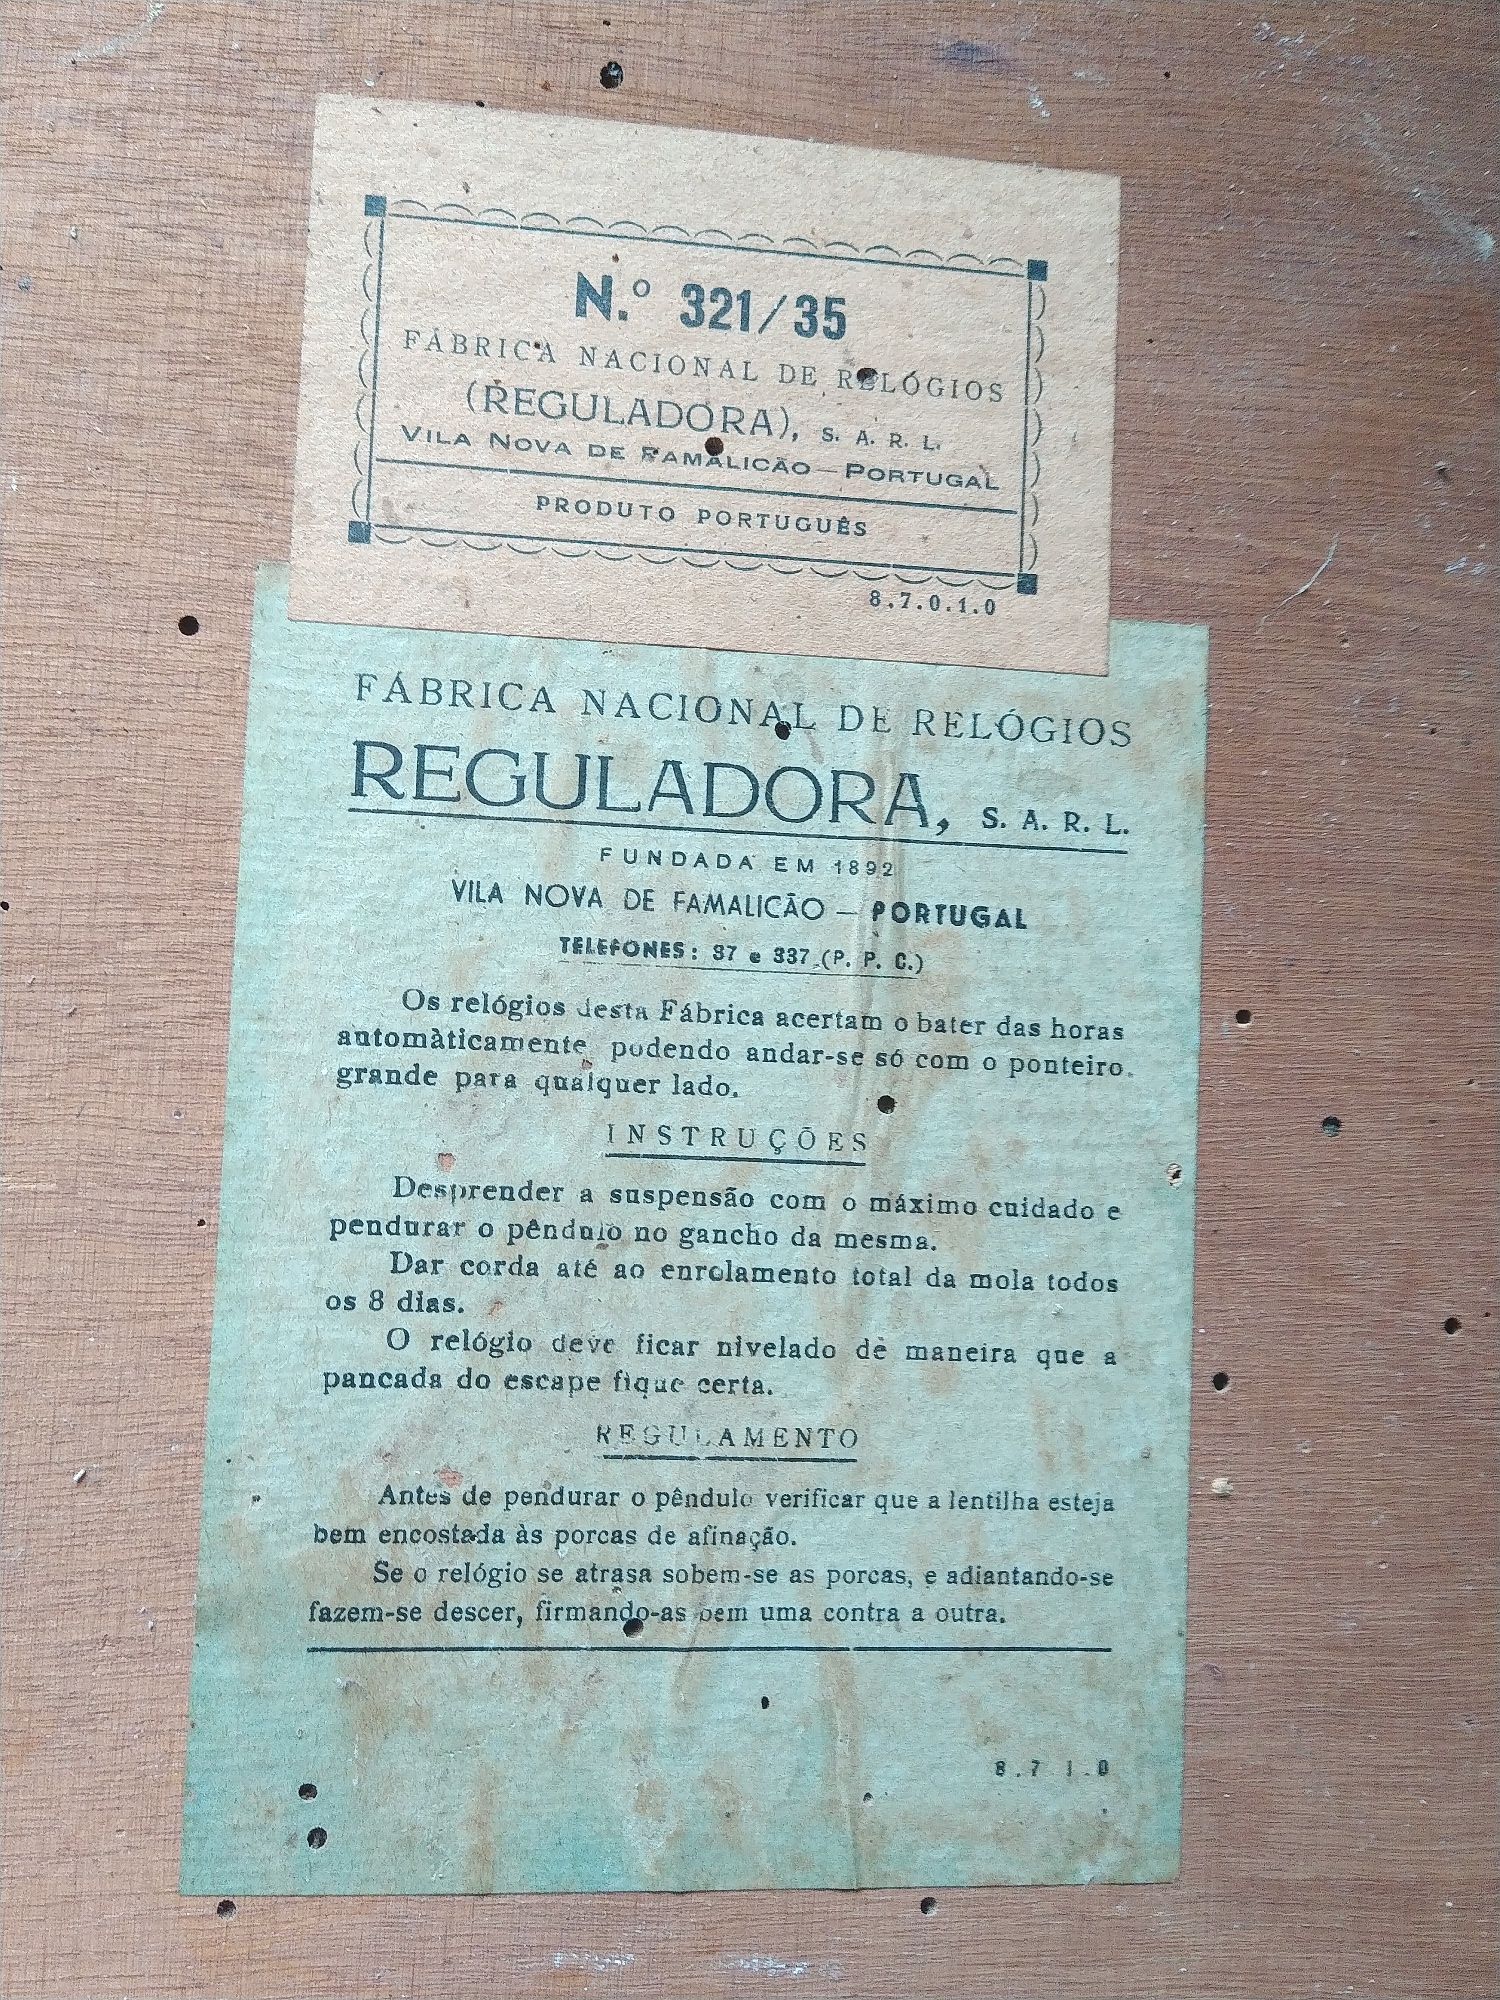 N.º 321/35
FÁBRICA NACIONAL DE RELÓGIOS
(REGULADORA), S. A. R. L.
VILA NOVA DE FAMALICÃO — PORTUGAL
PRODUTO PORTUGUÊS
8.7.0.1.0
FÁBRICA NACIONAL DE RELÓGIOS
REGULADORA, S. A. R. L.
FUNDADA EM 1892
VILA NOVA DE FAMALICÃO — PORTUGAL
TELEFONES: 37 e 337 (P. P. C.)
Os relógios desta Fábrica acertam o bater das horas
automàticamente, podendo andar-se só com o ponteiro
grande para qualquer lado.
INSTRUÇÕES
Desprender a suspensão com o máximo cuidado e
pendurar o pêndulo no gancho da mesma.
Dar corda até ao enrolamento total da mola todos
os 8 dias.
O relógio deve ficar nivelado de maneira que a
pancada do escape fique certa.
REGULAMENTO
Antes de pendurar o pêndulo verificar que a lentilha esteja
bem encostada às porcas de afinação.
Se o relógio se atrasa sobem-se as porcas, e adiantando-se
fazem-se descer, firmando-as bem uma contra a outra.
8.7 1.0